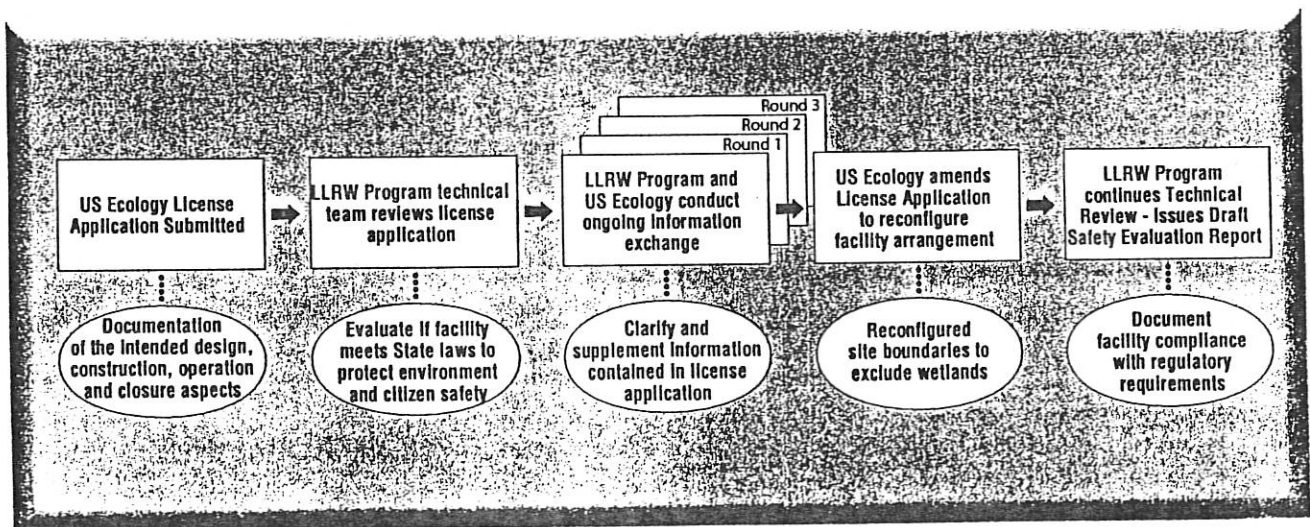 Round 3
Round 2
Round 1
US Ecology License
Application Submitted
LLRW Program technical
team reviews license
application
LLRW Program and
US Ecology conduct
ongoing information
exchange
US Ecology amends
License Application
to reconfigure
facility arrangement
LLRW Program
continues Technical
Review - Issues Draft
Safety Evaluation Report
Documentation
of the intended design,
construction, operation
and closure aspects
Evaluate if facility
meets State laws to
protect environment
and citizen safety
Clarify and
supplement information
contained in license
application
Reconfigured
site boundaries to
exclude wetlands
Document
facility compliance
with regulatory
requirements